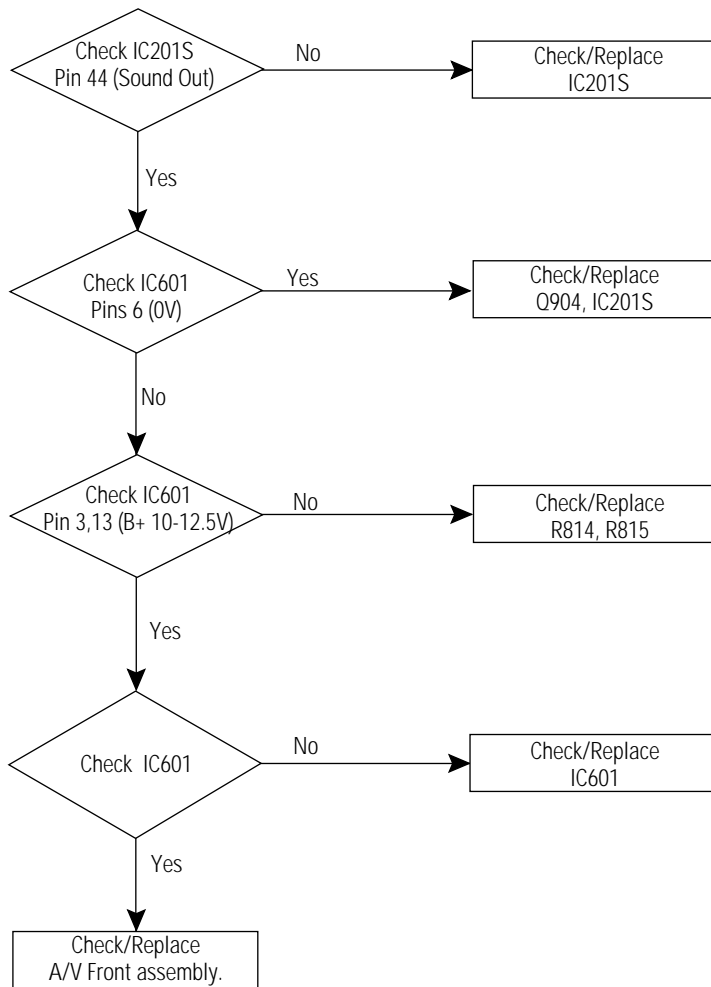 Check IC201S
Pin 44 (Sound Out)
No
Check/Replace
IC201S
Yes
Check IC601
Pins 6 (0V)
Yes
Check/Replace
Q904, IC201S
No
Check IC601
Pin 3,13 (B+ 10-12.5V)
No
Check/Replace
R814, R815
Yes
Check IC601
No
Check/Replace
IC601
Yes
Check/Replace
A/V Front assembly.